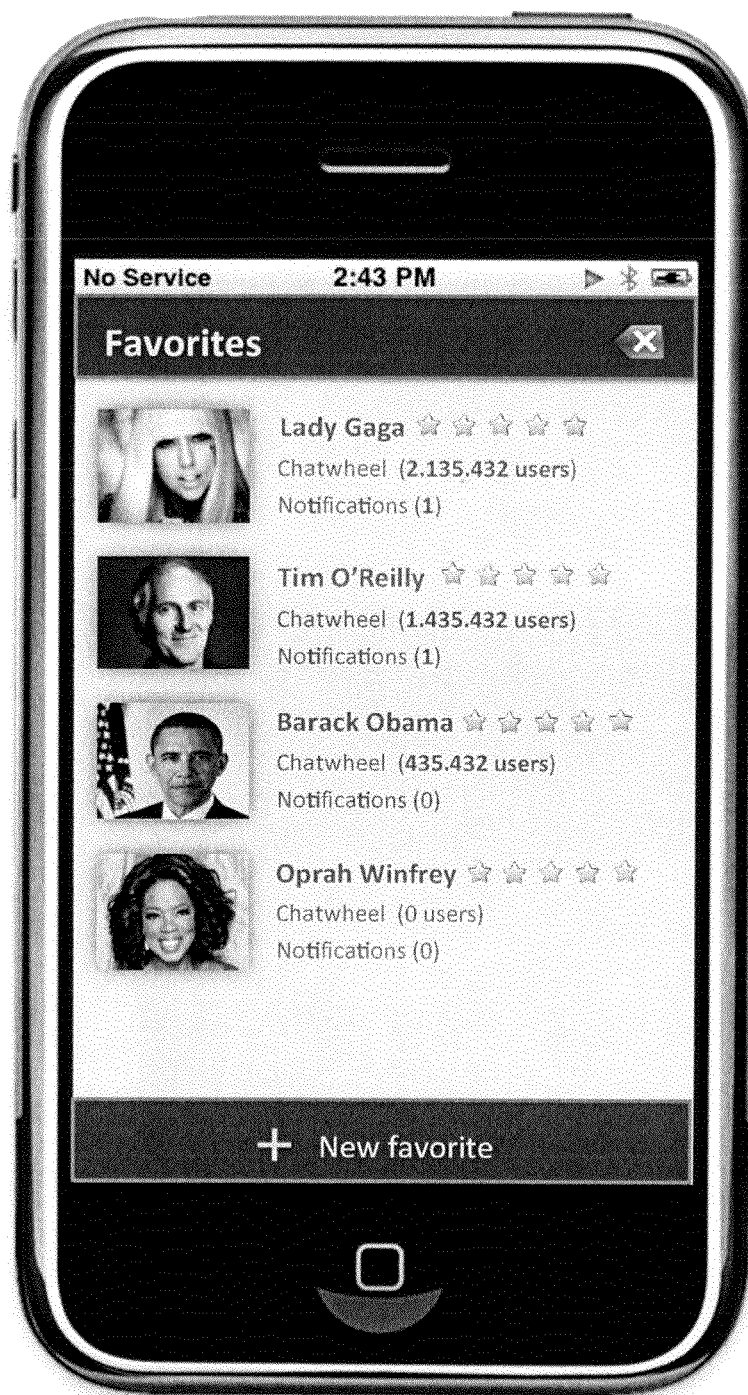 No Service 2:43 PM
Favorites
Lady Gaga
Chatwheel (2.135.432 users)
Notifications (1)
Tim O'Reilly
Chatwheel (1.435.432 users)
Notifications (1)
Barack Obama
Chatwheel (435.432 users)
Notifications (0)
Oprah Winfrey
Chatwheel (0 users)
Notifications (0)
+ New favorite